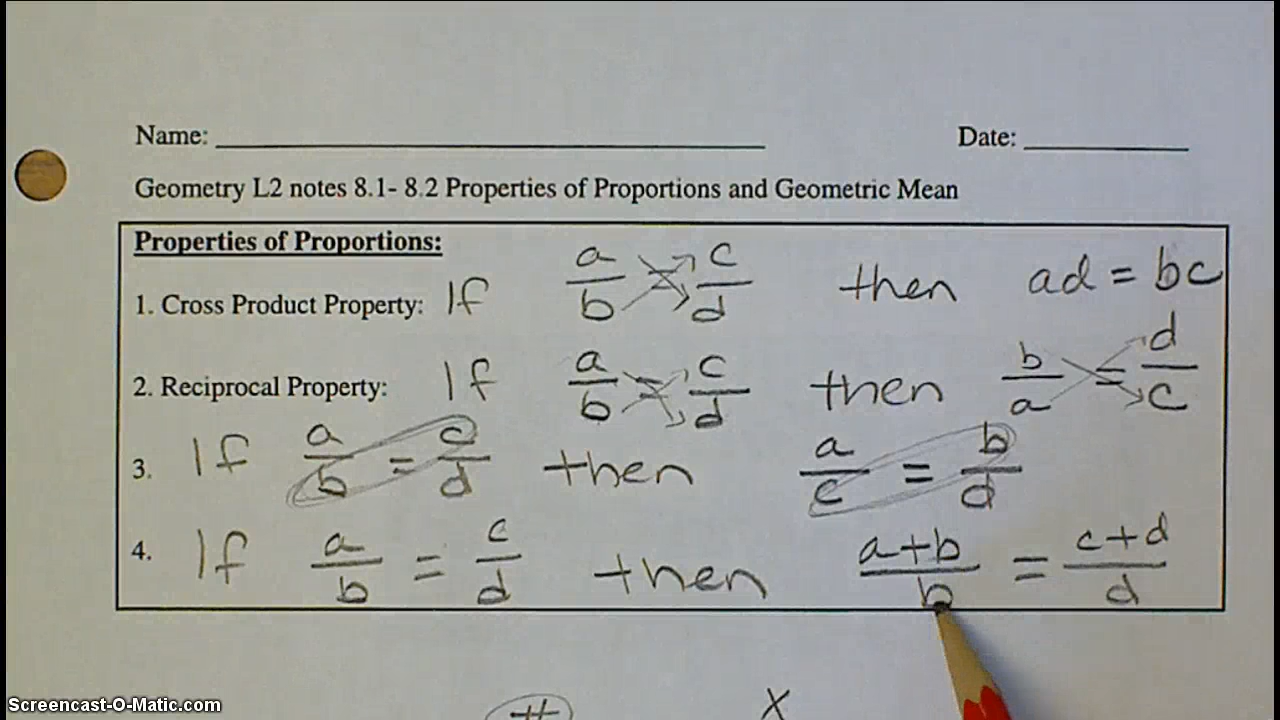 Name: ____________ Date: ________
Geometry L2 notes 8.1- 8.2 Properties of Proportions and Geometric Mean
Properties of Proportions:
1. Cross Product Property: If a/b = c/d then ad = bc
2. Reciprocal Property: If a/b = c/d then b/a = d/c
3. If a/b = c/d then a/c = b/d
4. If a/b = c/d then a+b/b = c+d/d
x
Screencast-O-Matic.com